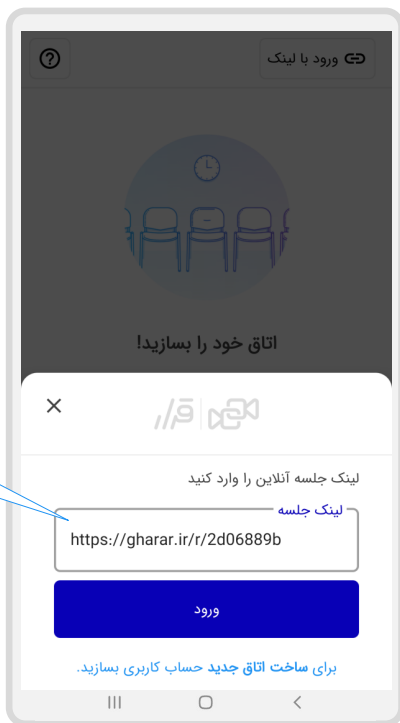 ورود با لینک
اتاق خود را بسازید!
قرار
لینک جلسه آنلاین را وارد کنید
لینک جلسه
https://gharar.ir/r/2d06889b
ورود
برای ساخت اتاق جدید حساب کاربری بسازید.